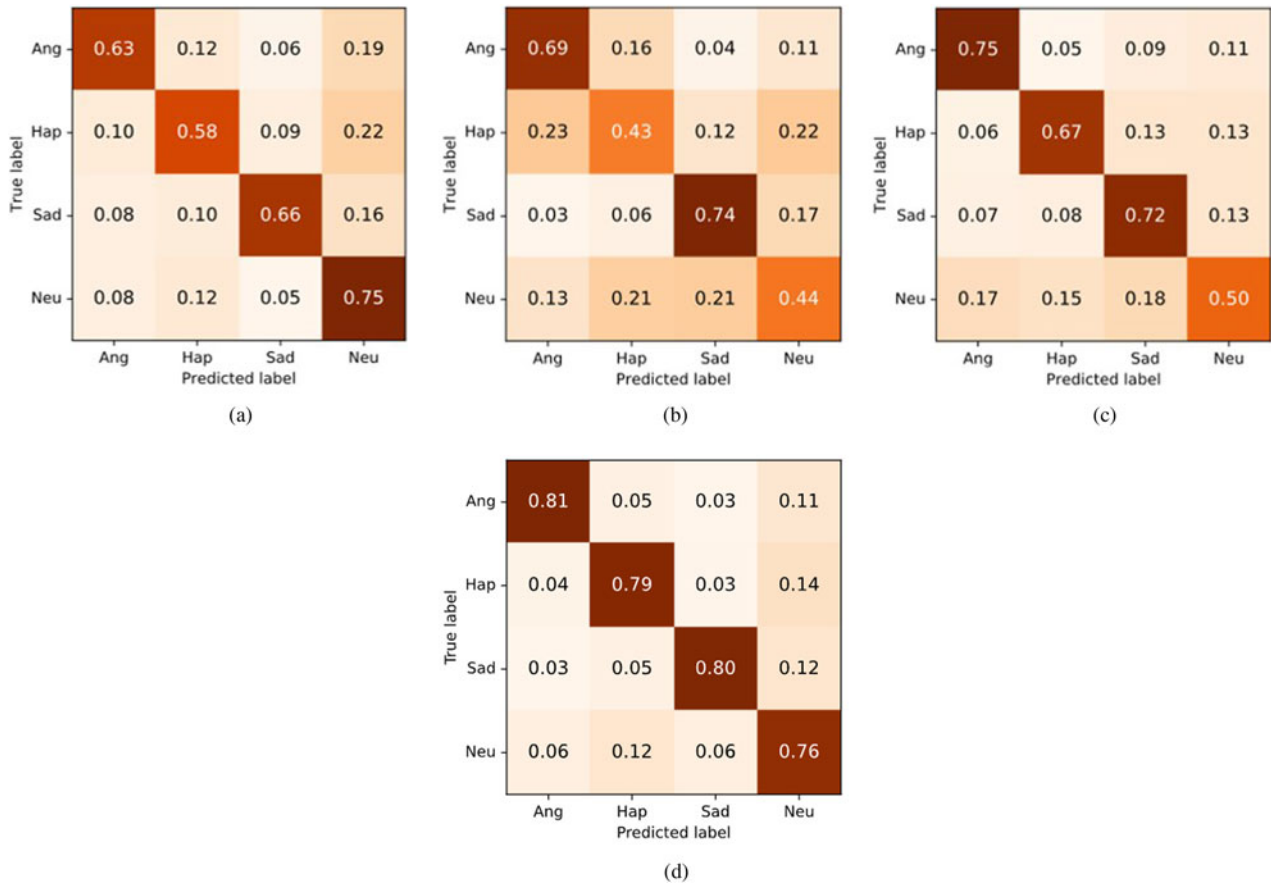 Ang 0.63 0.12 0.06 0.19
Hap 0.10 0.58 0.09 0.22
Sad 0.08 0.10 0.66 0.16
Neu 0.08 0.12 0.05 0.75
Ang Hap Sad Neu
True label
Predicted label
(a)
Ang 0.69 0.16 0.04 0.11
Hap 0.23 0.43 0.12 0.22
Sad 0.03 0.06 0.74 0.17
Neu 0.13 0.21 0.21 0.44
Ang Hap Sad Neu
True label
Predicted label
(b)
Ang 0.75 0.05 0.09 0.11
Hap 0.06 0.67 0.13 0.13
Sad 0.07 0.08 0.72 0.13
Neu 0.17 0.15 0.18 0.50
Ang Hap Sad Neu
True label
Predicted label
(c)
Ang 0.81 0.05 0.03 0.11
Hap 0.04 0.79 0.03 0.14
Sad 0.03 0.05 0.80 0.12
Neu 0.06 0.12 0.06 0.76
Ang Hap Sad Neu
True label
Predicted label
(d)